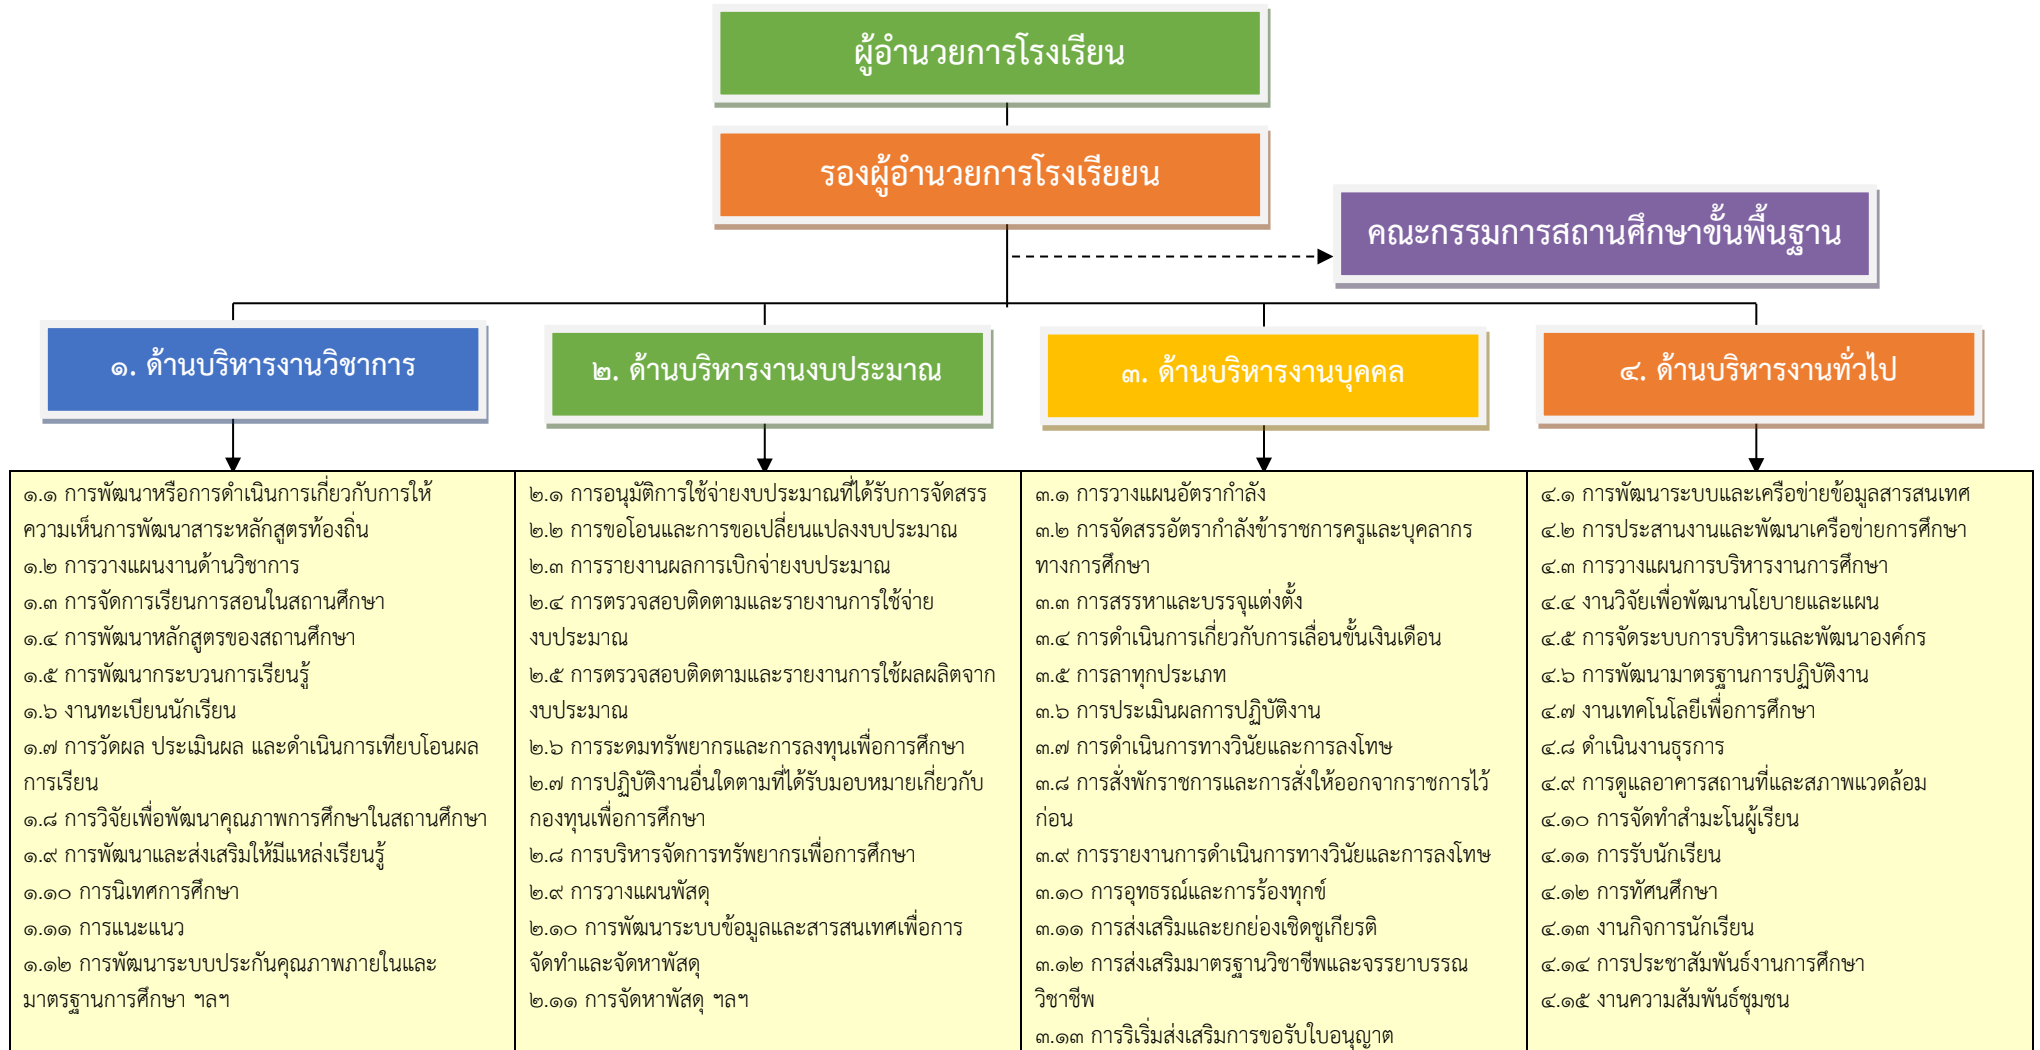 ผู้อำนวยการโรงเรียน
รองผู้อำนวยการโรงเรียยน
คณะกรรมการสถานศึกษาขั้นพื้นฐาน
๑. ด้านบริหารงานวิชาการ
๒. ด้านบริหารงานงบประมาณ
๓. ด้านบริหารงานบุคคล
๔. ด้านบริหารงานทั่วไป
๑.๑ การพัฒนาหรือการดำเนินการเกี่ยวกับการให้
ความเห็นการพัฒนาสาระหลักสูตรท้องถิ่น
๑.๒ การวางแผนงานด้านวิชาการ
๑.๓ การจัดการเรียนการสอนในสถานศึกษา
๑.๔ การพัฒนาหลักสูตรของสถานศึกษา
๑.๕ การพัฒนากระบวนการเรียนรู้
๑.๖ งานทะเบียนนักเรียน
๑.๗ การวัดผล ประเมินผล และดำเนินการเทียบโอนผล
การเรียน
๑.๘ การวิจัยเพื่อพัฒนาคุณภาพการศึกษาในสถานศึกษา
๑.๙ การพัฒนาและส่งเสริมให้มีแหล่งเรียนรู้
๑.๑๐ การนิเทศการศึกษา
๑.๑๑ การแนะแนว
๑.๑๒ การพัฒนาระบบประกันคุณภาพภายในและ
มาตรฐานการศึกษา ฯลฯ
๒.๑ การอนุมัติการใช้จ่ายงบประมาณที่ได้รับการจัดสรร
๒.๒ การขอโอนและการขอเปลี่ยนแปลงงบประมาณ
๒.๓ การรายงานผลการเบิกจ่ายงบประมาณ
๒.๔ การตรวจสอบติดตามและรายงานการใช้จ่าย
งบประมาณ
๒.๕ การตรวจสอบติดตามและรายงานการใช้ผลผลิตจาก
งบประมาณ
๒.๖ การระดมทรัพยากรและการลงทุนเพื่อการศึกษา
๒.๗ การปฏิบัติงานอื่นใดตามที่ได้รับมอบหมายเกี่ยวกับ
กองทุนเพื่อการศึกษา
๒.๘ การบริหารจัดการทรัพยากรเพื่อการศึกษา
๒.๙ การวางแผนพัสดุ
๒.๑๐ การพัฒนาระบบข้อมูลและสารสนเทศเพื่อการ
จัดทำและจัดหาพัสดุ
๒.๑๑ การจัดหาพัสดุ ฯลฯ
๓.๑ การวางแผนอัตรากำลัง
๓.๒ การจัดสรรอัตรากำลังข้าราชการครูและบุคลากร
ทางการศึกษา
๓.๓ การสรรหาและบรรจุแต่งตั้ง
๓.๔ การดำเนินการเกี่ยวกับการเลื่อนขั้นเงินเดือน
๓.๕ การลาทุกประเภท
๓.๖ การประเมินผลการปฏิบัติงาน
๓.๗ การดำเนินการทางวินัยและการลงโทษ
๓.๘ การสั่งพักราชการและการสั่งให้ออกจากราชการไว้
ก่อน
๓.๙ การรายงานการดำเนินการทางวินัยและการลงโทษ
๓.๑๐ การอุทธรณ์และการร้องทุกข์
๓.๑๑ การส่งเสริมและยกย่องเชิดชูเกียรติ
๓.๑๒ การส่งเสริมมาตรฐานวิชาชีพและจรรยาบรรณ
วิชาชีพ
๓.๑๓ การริเริ่มส่งเสริมการขอรับใบอนุญาต
๔.๑ การพัฒนาระบบและเครือข่ายข้อมูลสารสนเทศ
๔.๒ การประสานงานและพัฒนาเครือข่ายการศึกษา
๔.๓ การวางแผนการบริหารงานการศึกษา
๔.๔ งานวิจัยเพื่อพัฒนานโยบายและแผน
๔.๕ การจัดระบบการบริหารและพัฒนาองค์กร
๔.๖ การพัฒนามาตรฐานการปฏิบัติงาน
๔.๗ งานเทคโนโลยีเพื่อการศึกษา
๔.๘ ดำเนินงานธุรการ
๔.๙ การดูแลอาคารสถานที่และสภาพแวดล้อม
๔.๑๐ การจัดทำสำมะโนผู้เรียน
๔.๑๑ การรับนักเรียน
๔.๑๒ การทัศนศึกษา
๔.๑๓ งานกิจการนักเรียน
๔.๑๔ การประชาสัมพันธ์งานการศึกษา
๔.๑๕ งานความสัมพันธ์ชุมชน